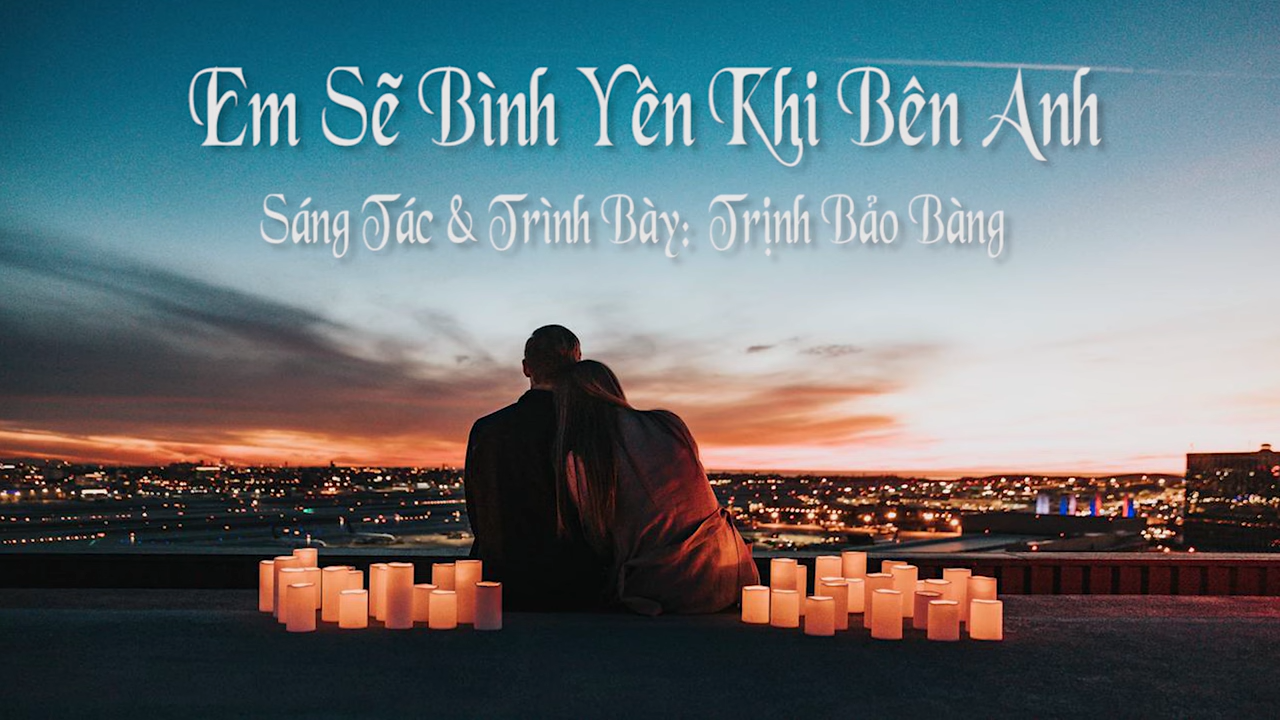 Em Sẽ Bình Yên Khi Bên Anh
Sáng Tác & Trình Bày: Trịnh Bảo Bàng